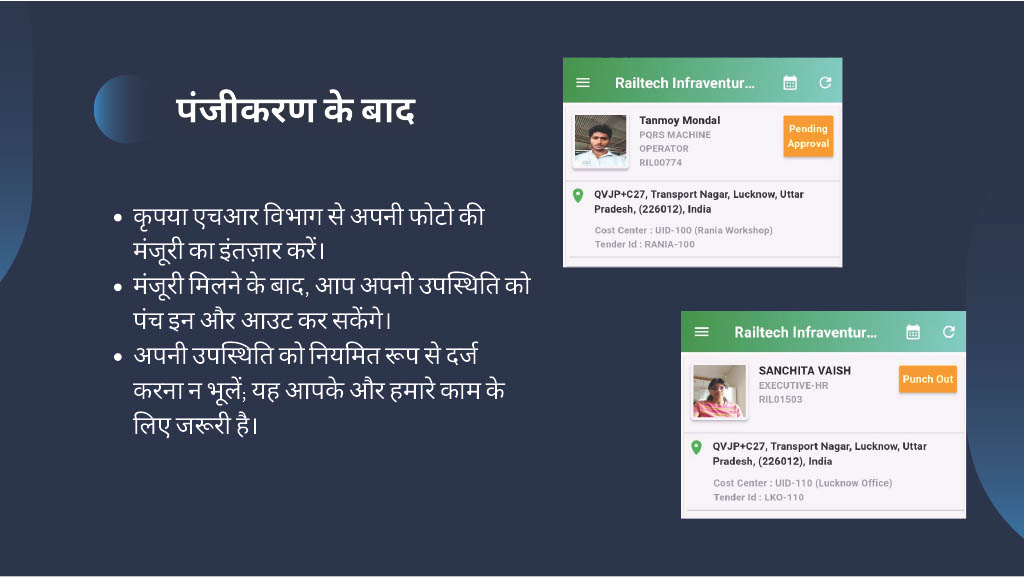 पंजीकरण के बाद
• कृपया एचआर विभाग से अपनी फोटो की
मंजूरी का इंतज़ार करें।
• मंजूरी मिलने के बाद, आप अपनी उपस्थिति को
पंच इन और आउट कर सकेंगे।
• अपनी उपस्थिति को नियमित रूप से दर्ज
करना न भूलें; यह आपके और हमारे काम के
लिए जरूरी है।
Railtech Infraventur...
Tanmoy Mondal
PQRS MACHINE
OPERATOR
RIL00774
Pending
Approval
QVJP+C27, Transport Nagar, Lucknow, Uttar
Pradesh, (226012), India
Cost Center : UID-100 (Rania Workshop)
Tender Id : RANIA-100
Railtech Infraventur...
SANCHITA VAISH
EXECUTIVE-HR
RIL01503
Punch Out
QVJP+C27, Transport Nagar, Lucknow, Uttar
Pradesh, (226012), India
Cost Center : UID-110 (Lucknow Office)
Tender Id : LKO-110